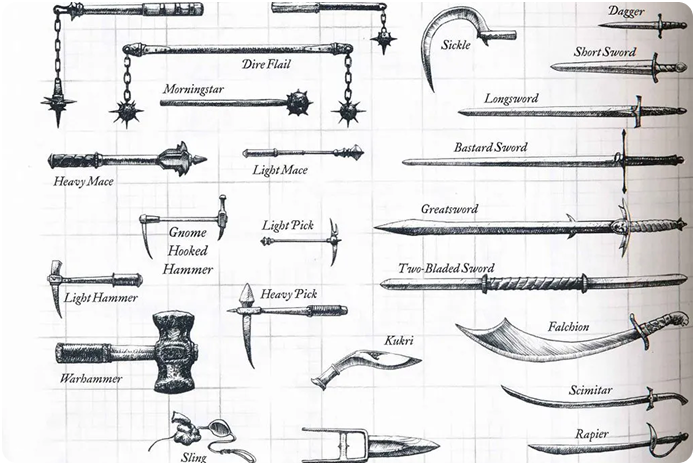 Dagger
Sickle
Short Sword
Dire Flail
Morningstar
Longsword
Bastard Sword
Heavy Mace
Light Mace
Greatsword
Gnome
Hooked
Hammer
Light Pick
Two-Bladed Sword
Light Hammer
Heavy Pick
Falchion
Kukri
Warhammer
Scimitar
Rapier
Sling